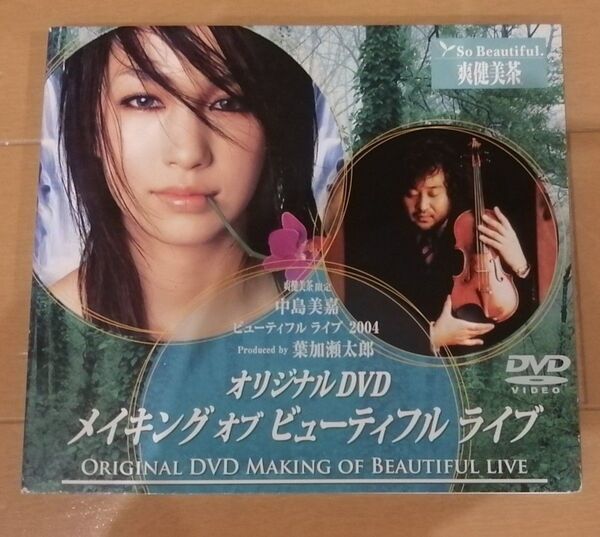 So Beautiful.
爽健美茶
爽健美茶 限定
中島美嘉
ビューティフル ライブ 2004
Produced by 葉加瀬太郎
オリジナルDVD
メイキング オブ ビューティフル ライブ
ORIGINAL DVD MAKING OF BEAUTIFUL LIVE
DVD
VIDEO